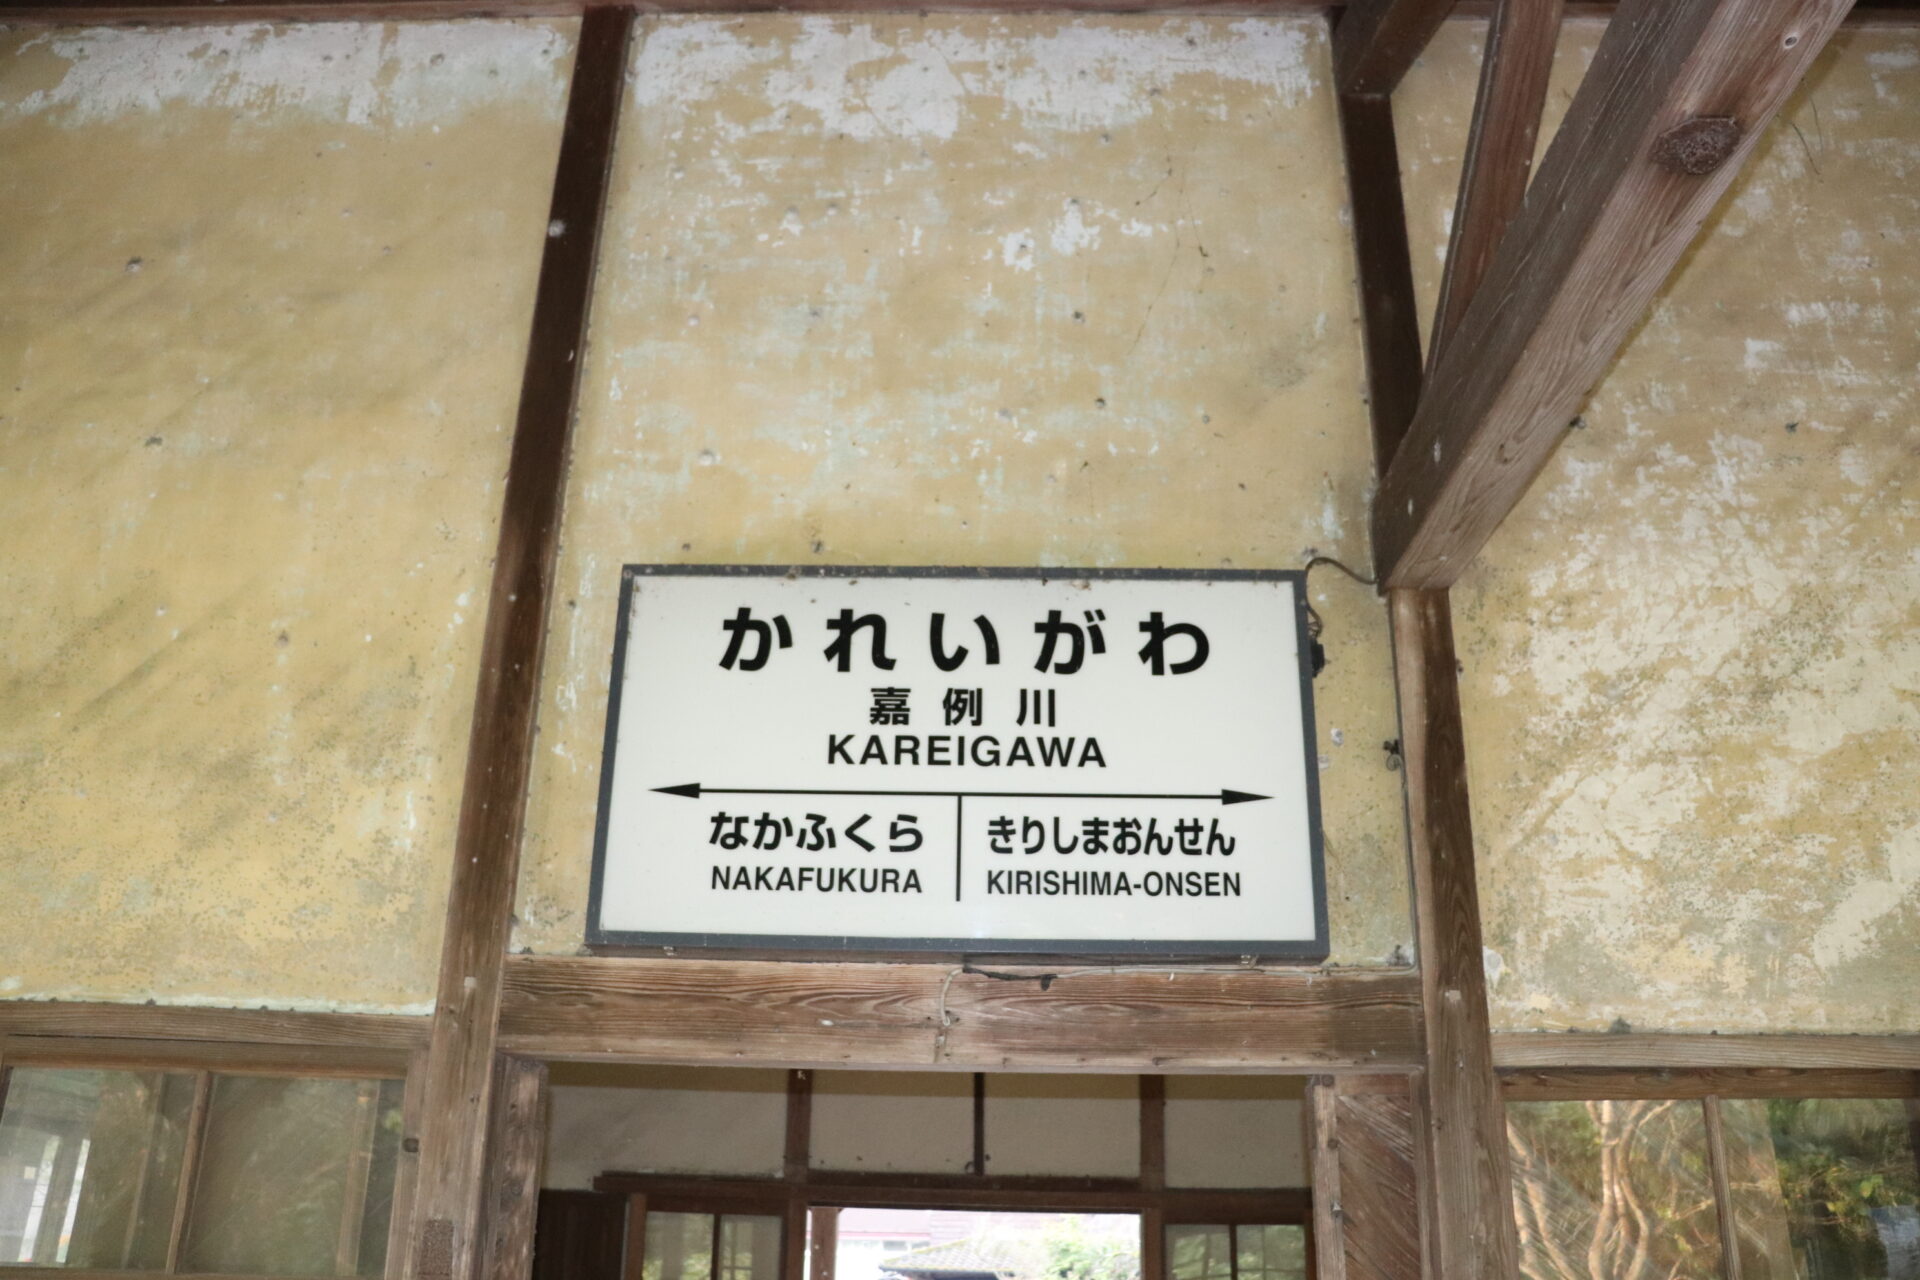 かれいがわ
嘉例川
KAREIGAWA
なかふくら
NAKAFUKURA
きりしまおんせん
KIRISHIMA-ONSEN